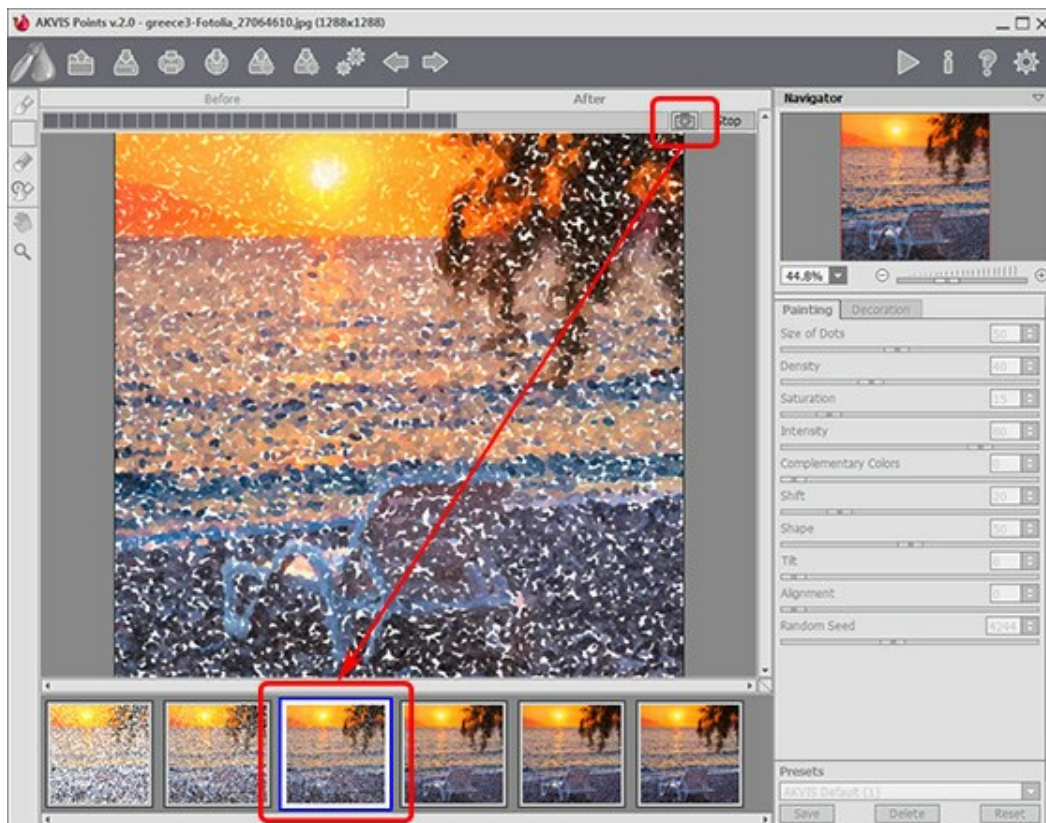 AKVIS Points v.2.0 - greece3-Fotolia_27064610.jpg (1288x1288)
Before
After
Stop
Navigator
44.8%
Painting
Decoration
Size of Dots
50
Density
40
Saturation
15
Intensity
80
Complementary Colors
0
Shift
20
Shape
50
Tilt
0
Alignment
0
Random Seed
4244
Presets
AKVIS Default (1)
Save
Delete
Reset